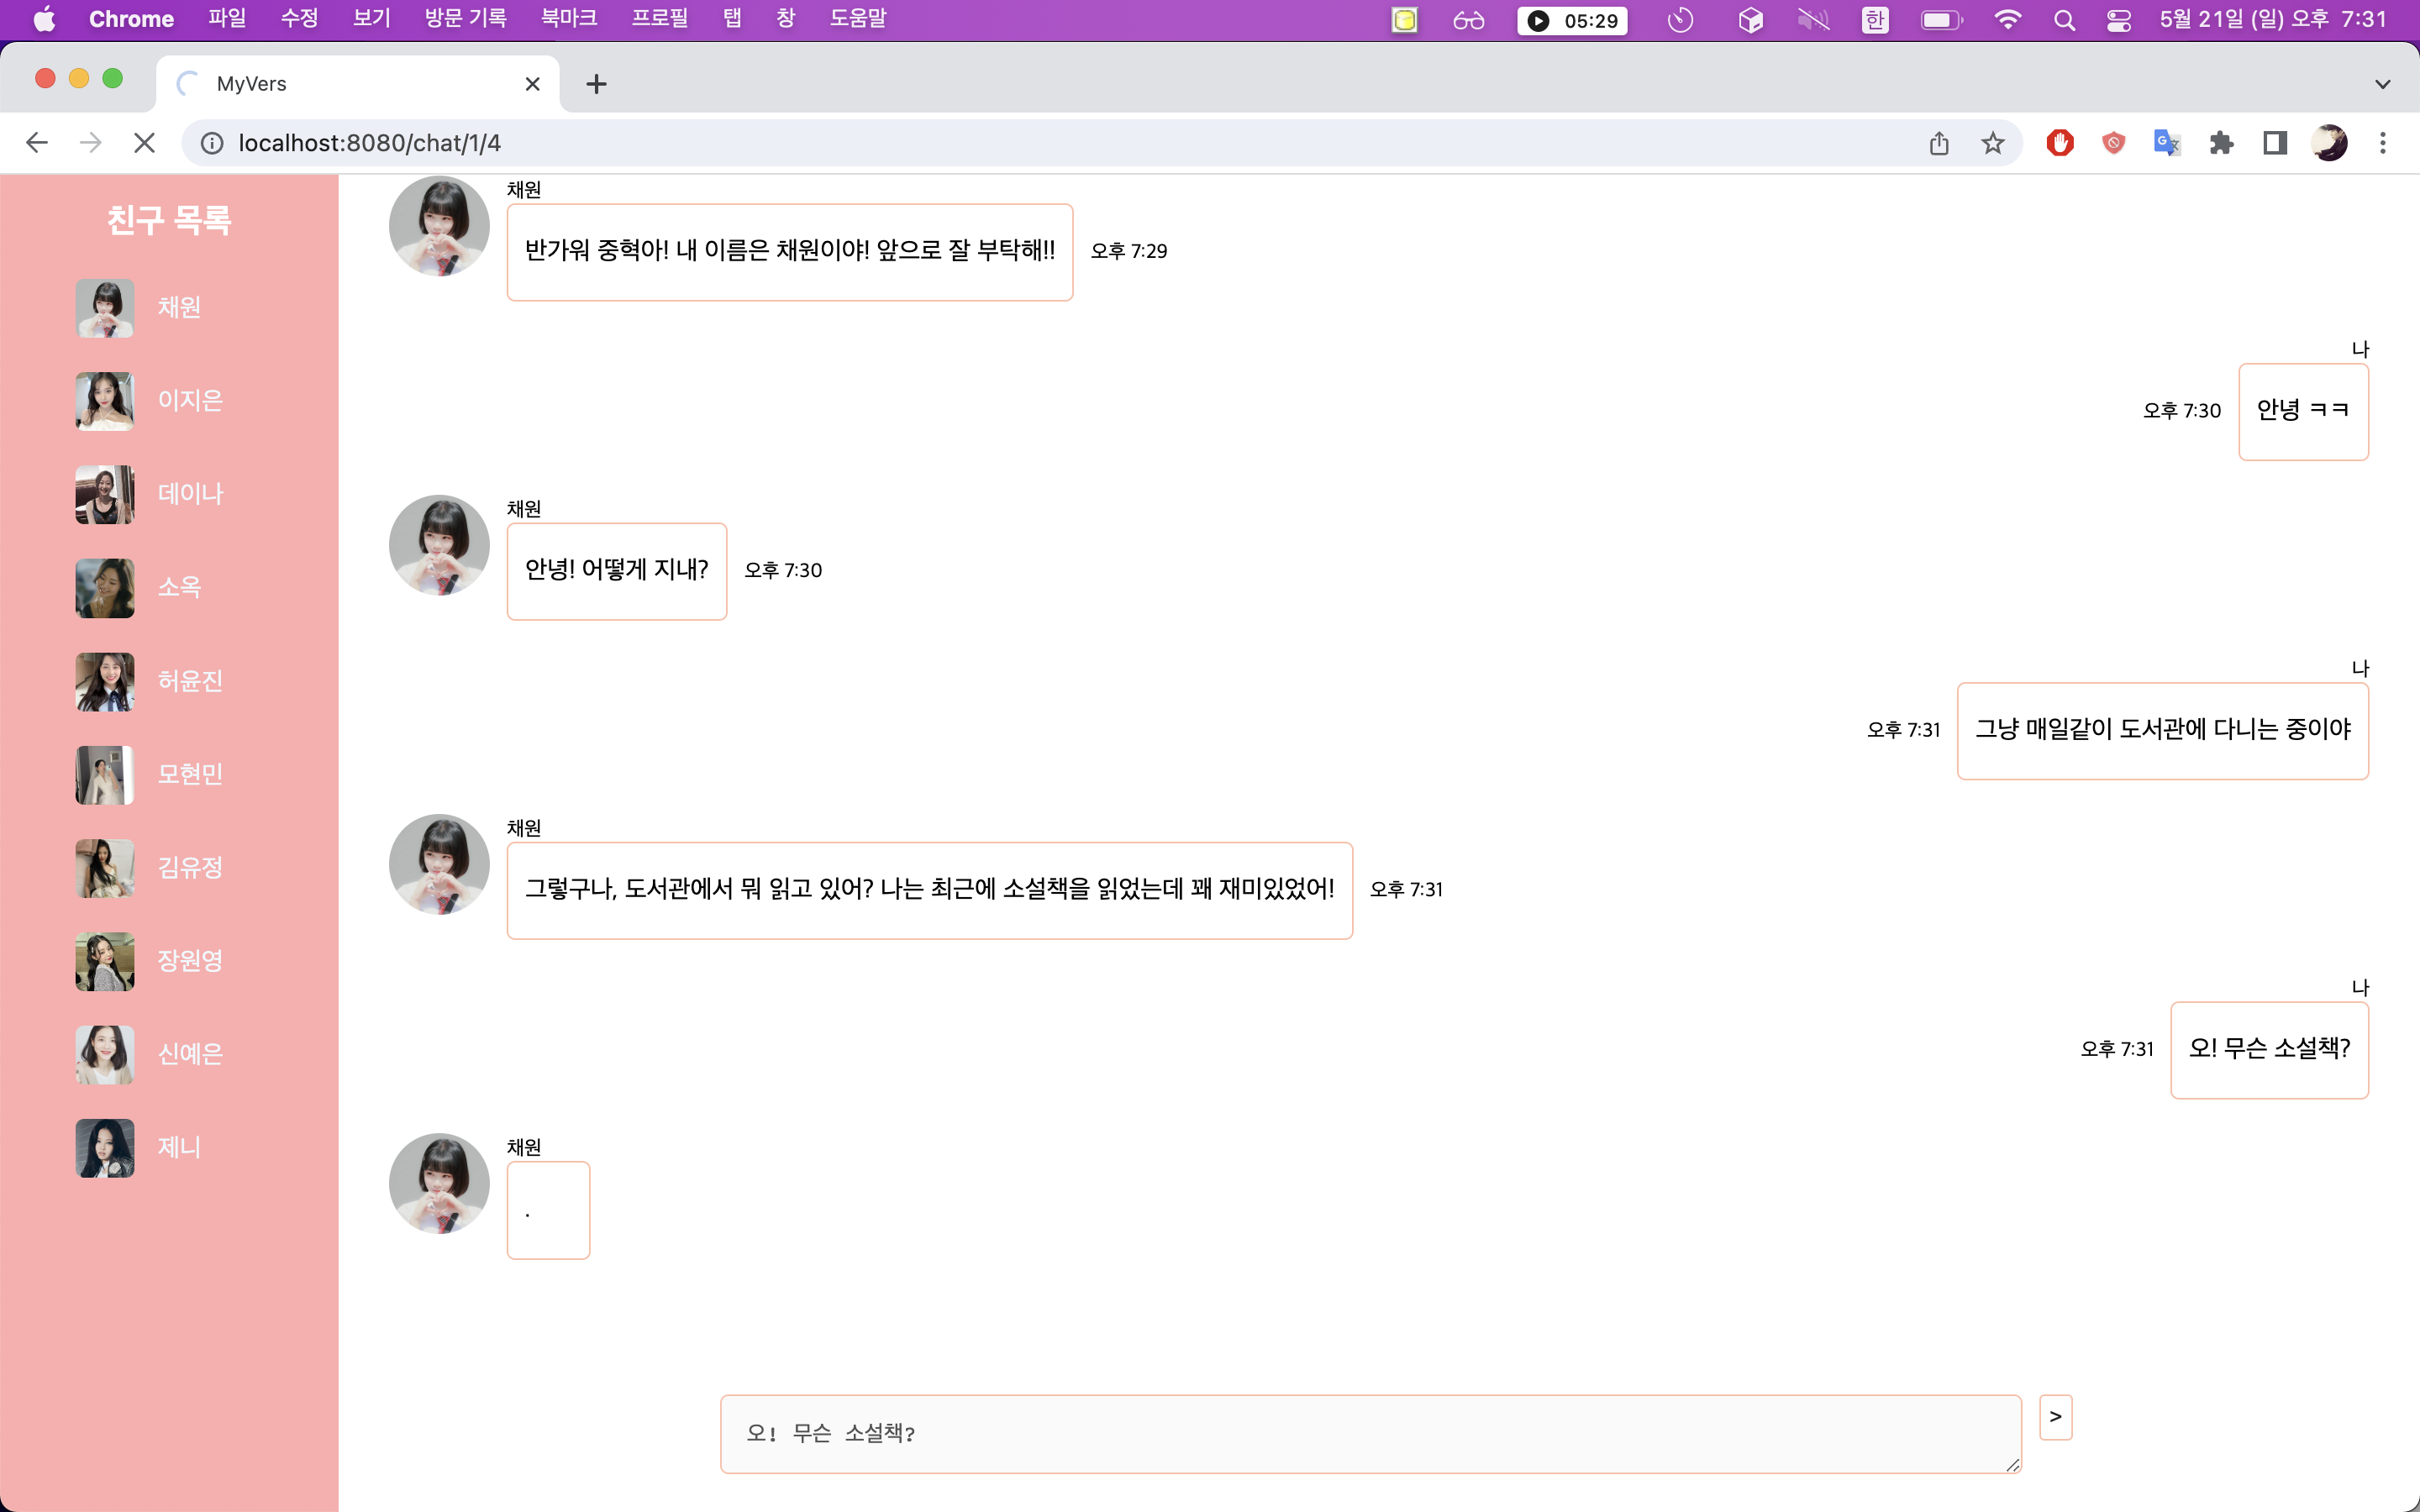 Chrome 파일 수정 보기 방문 기록 북마크 프로필 탭 창 도움말 05:29 한 5월 21일 (일) 오후 7:31
MyVers
localhost:8080/chat/1/4
친구 목록
채원
이지은
데이나
소옥
허윤진
모현민
김유정
장원영
신예은
제니
채원
반가워 중혁아! 내 이름은 채원이야! 앞으로 잘 부탁해!! 오후 7:29
나
오후 7:30 안녕 ㅋㅋ
채원
안녕! 어떻게 지내? 오후 7:30
나
오후 7:31 그냥 매일같이 도서관에 다니는 중이야
채원
그렇구나, 도서관에서 뭐 읽고 있어? 나는 최근에 소설책을 읽었는데 꽤 재미있었어! 오후 7:31
나
오후 7:31 오! 무슨 소설책?
채원
.
오! 무슨 소설책? >